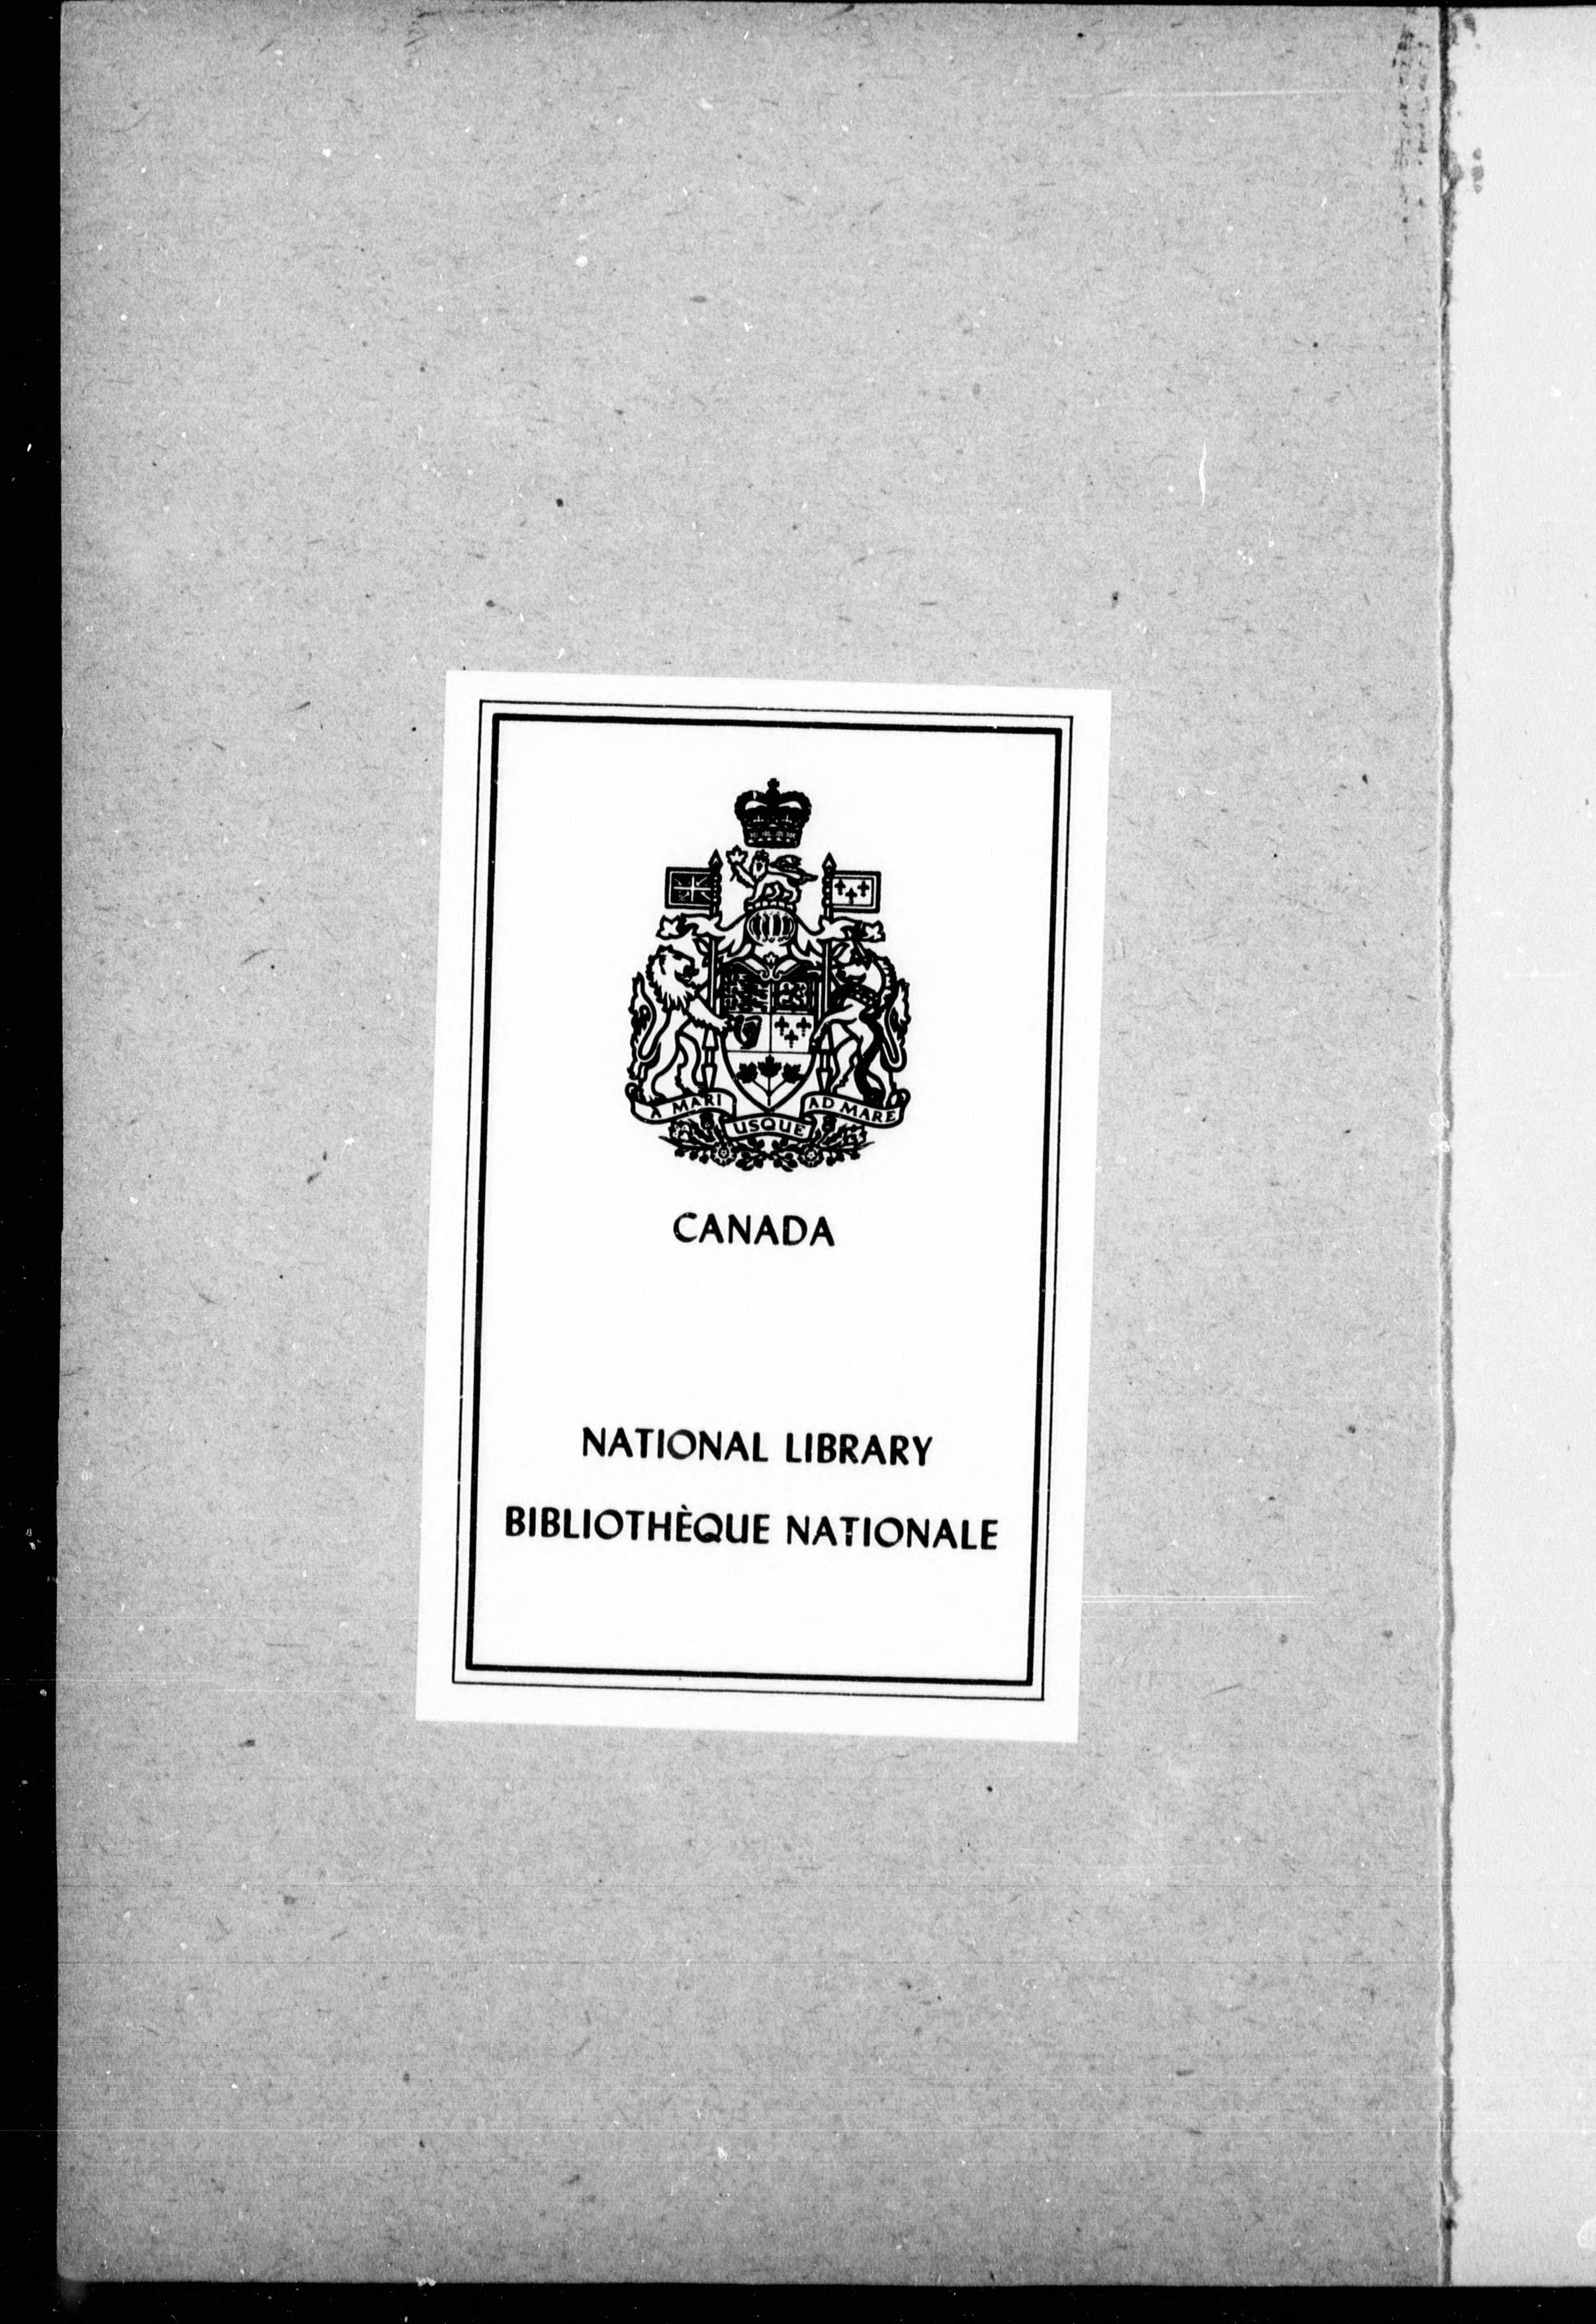 A MARI USQUE AD MARE
CANADA
NATIONAL LIBRARY
BIBLIOTHÈQUE NATIONALE